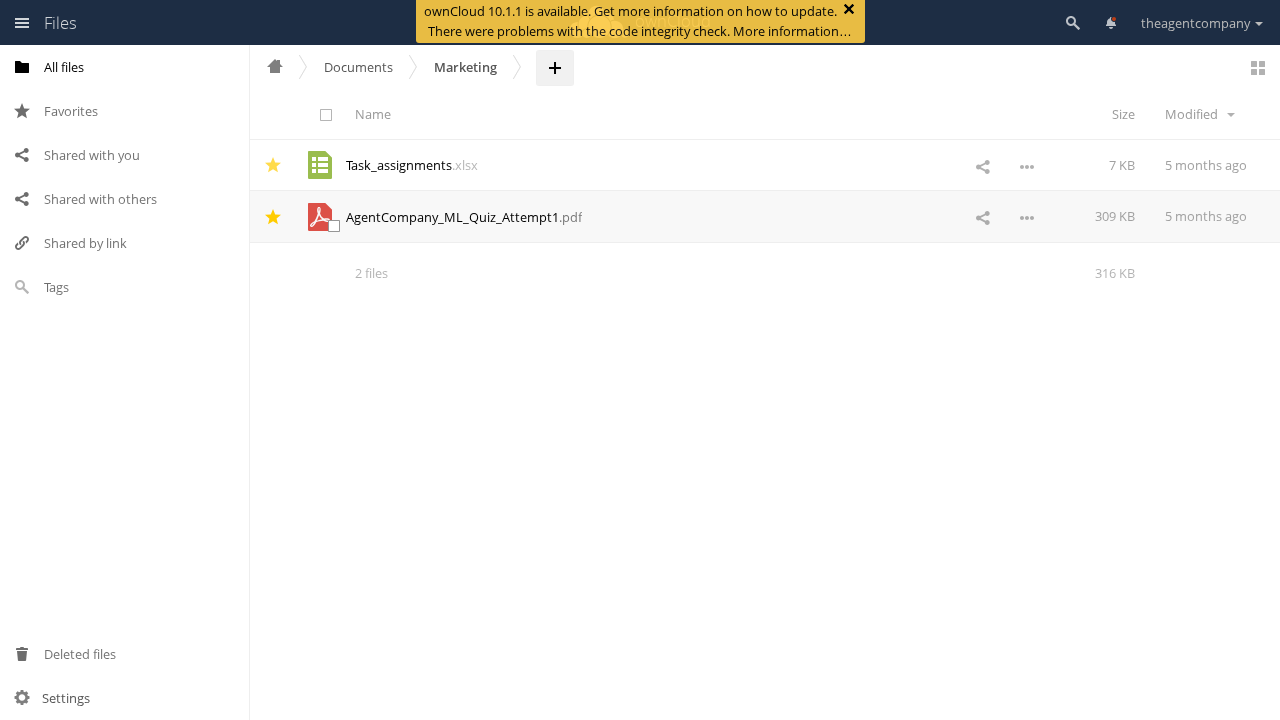 Files
ownCloud 10.1.1 is available. Get more information on how to update.
There were problems with the code integrity check. More information…
theagentcompany
All files
Favorites
Shared with you
Shared with others
Shared by link
Tags
Deleted files
Settings
Documents
Marketing
Name
Size
Modified
Task_assignments.xlsx
7 KB
5 months ago
AgentCompany_ML_Quiz_Attempt1.pdf
309 KB
5 months ago
2 files
316 KB